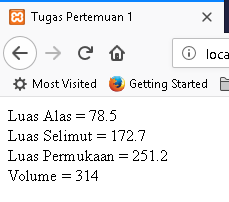 Tugas Pertemuan 1
loca
Most Visited
Getting Started
Luas Alas = 78.5
Luas Selimut = 172.7
Luas Permukaan = 251.2
Volume = 314